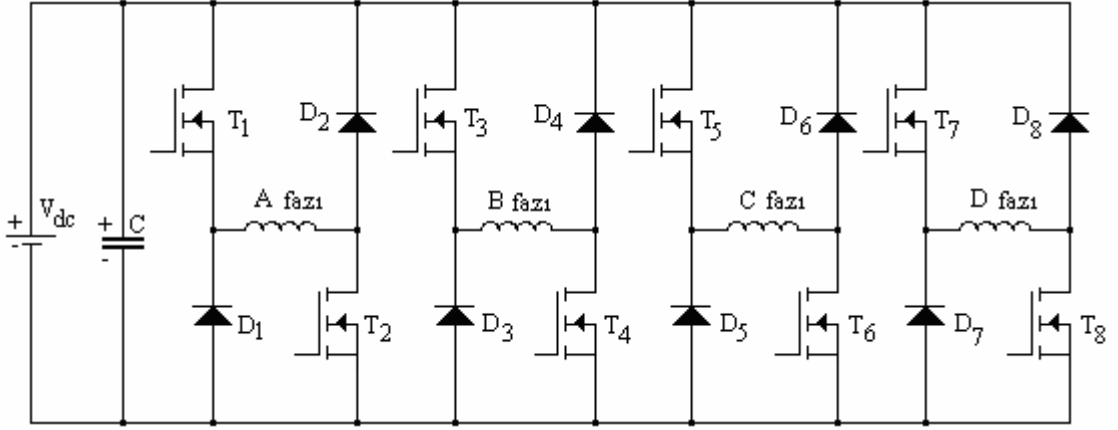 T1
D2
T3
D4
T5
D6
T7
D8
A fazı
B fazı
C fazı
D fazı
+ Vdc
-
+ C
-
D1
T2
D3
T4
D5
T6
D7
T8